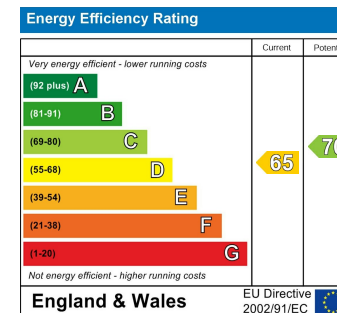 Energy Efficiency Rating
Current
Very energy efficient - lower running costs
(92 plus) A
(81-91) B
(69-80) C
(55-68) D
65
(39-54) E
(21-38) F
(1-20) G
Not energy efficient - higher running costs
England & Wales
EU Directive
2002/91/EC